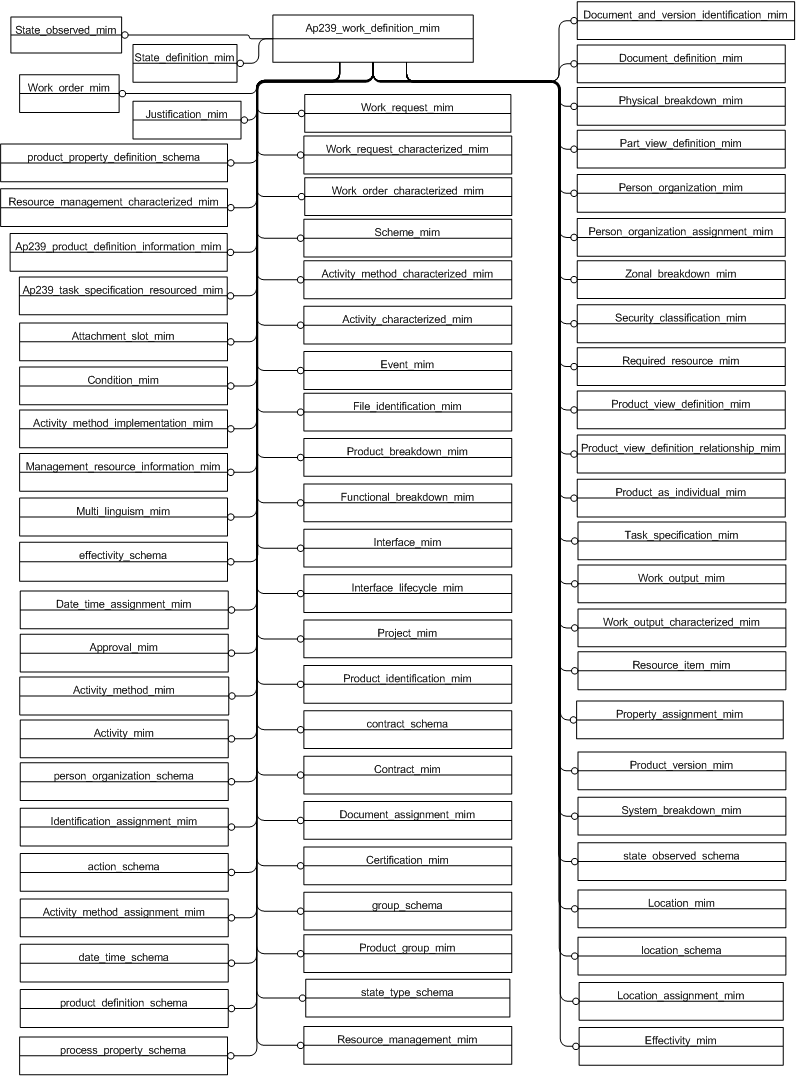 Ap239_work_definition_mim
State_observed_mim
State_definition_mim
Work_order_mim
Justification_mim
product_property_definition_schema
Resource_management_characterized_mim
Ap239_product_definition_information_mim
Ap239_task_specification_resourced_mim
Attachment_slot_mim
Condition_mim
Activity_method_implementation_mim
Management_resource_information_mim
Multi_linguism_mim
effectivity_schema
Date_time_assignment_mim
Approval_mim
Activity_method_mim
Activity_mim
person_organization_schema
Identification_assignment_mim
action_schema
Activity_method_assignment_mim
date_time_schema
product_definition_schema
process_property_schema
Work_request_mim
Work_request_characterized_mim
Work_order_characterized_mim
Scheme_mim
Activity_method_characterized_mim
Activity_characterized_mim
Event_mim
File_identification_mim
Product_breakdown_mim
Functional_breakdown_mim
Interface_mim
Interface_lifecycle_mim
Project_mim
Product_identification_mim
contract_schema
Contract_mim
Document_assignment_mim
Certification_mim
group_schema
Product_group_mim
state_type_schema
Resource_management_mim
Document_and_version_identification_mim
Document_definition_mim
Physical_breakdown_mim
Part_view_definition_mim
Person_organization_mim
Person_organization_assignment_mim
Zonal_breakdown_mim
Security_classification_mim
Required_resource_mim
Product_view_definition_mim
Product_view_definition_relationship_mim
Product_as_individual_mim
Task_specification_mim
Work_output_mim
Work_output_characterized_mim
Resource_item_mim
Property_assignment_mim
Product_version_mim
System_breakdown_mim
state_observed_schema
Location_mim
location_schema
Location_assignment_mim
Effectivity_mim